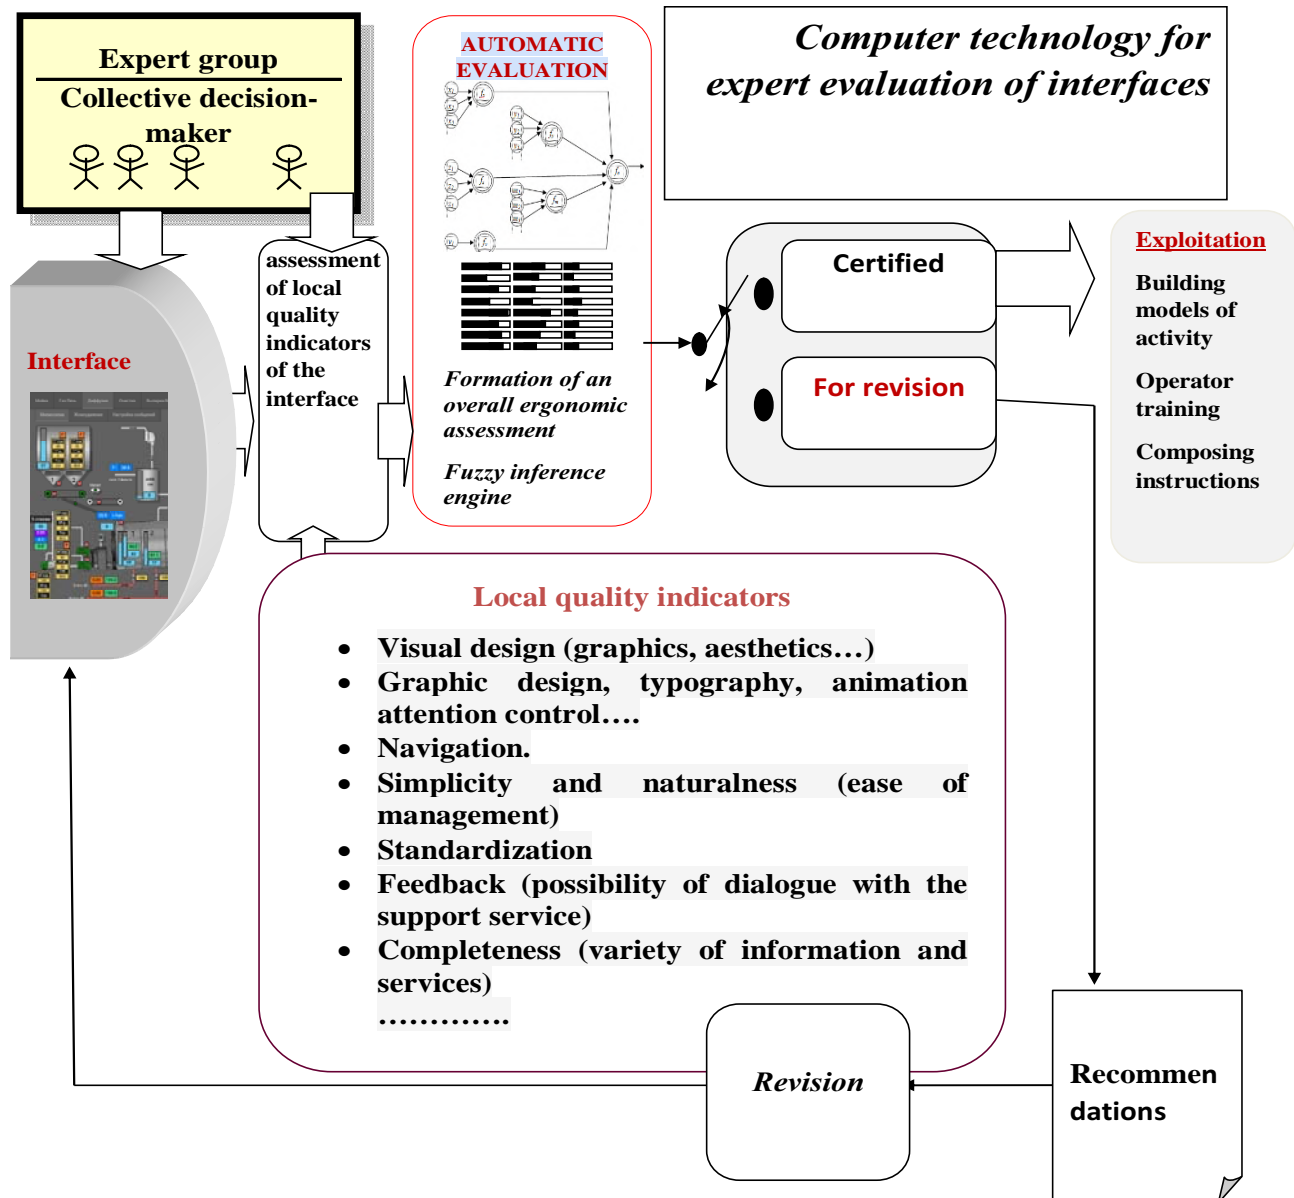 Expert group
Collective decision-
maker
AUTOMATIC
EVALUATION
Computer technology for
expert evaluation of interfaces
assessment
of local
quality
indicators
of the
interface
Interface
Formation of an
overall ergonomic
assessment
Fuzzy inference
engine
Certified
For revision
Exploitation
Building
models of
activity
Operator
training
Composing
instructions
Local quality indicators
• Visual design (graphics, aesthetics…)
• Graphic design, typography, animation
attention control….
• Navigation.
• Simplicity and naturalness (ease of
management)
• Standardization
• Feedback (possibility of dialogue with the
support service)
• Completeness (variety of information and
services)
………….
Revision
Recommen
dations